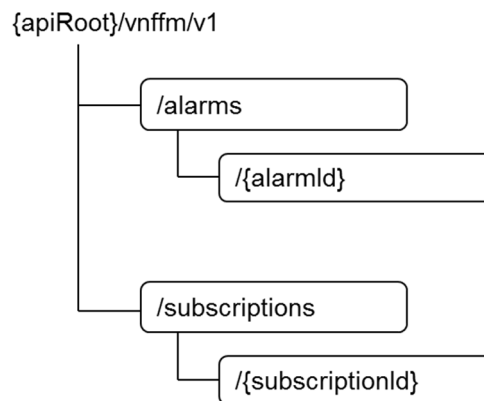 {apiRoot}/vnffm/v1
/alarms
/{alarmId}
/subscriptions
/{subscriptionId}